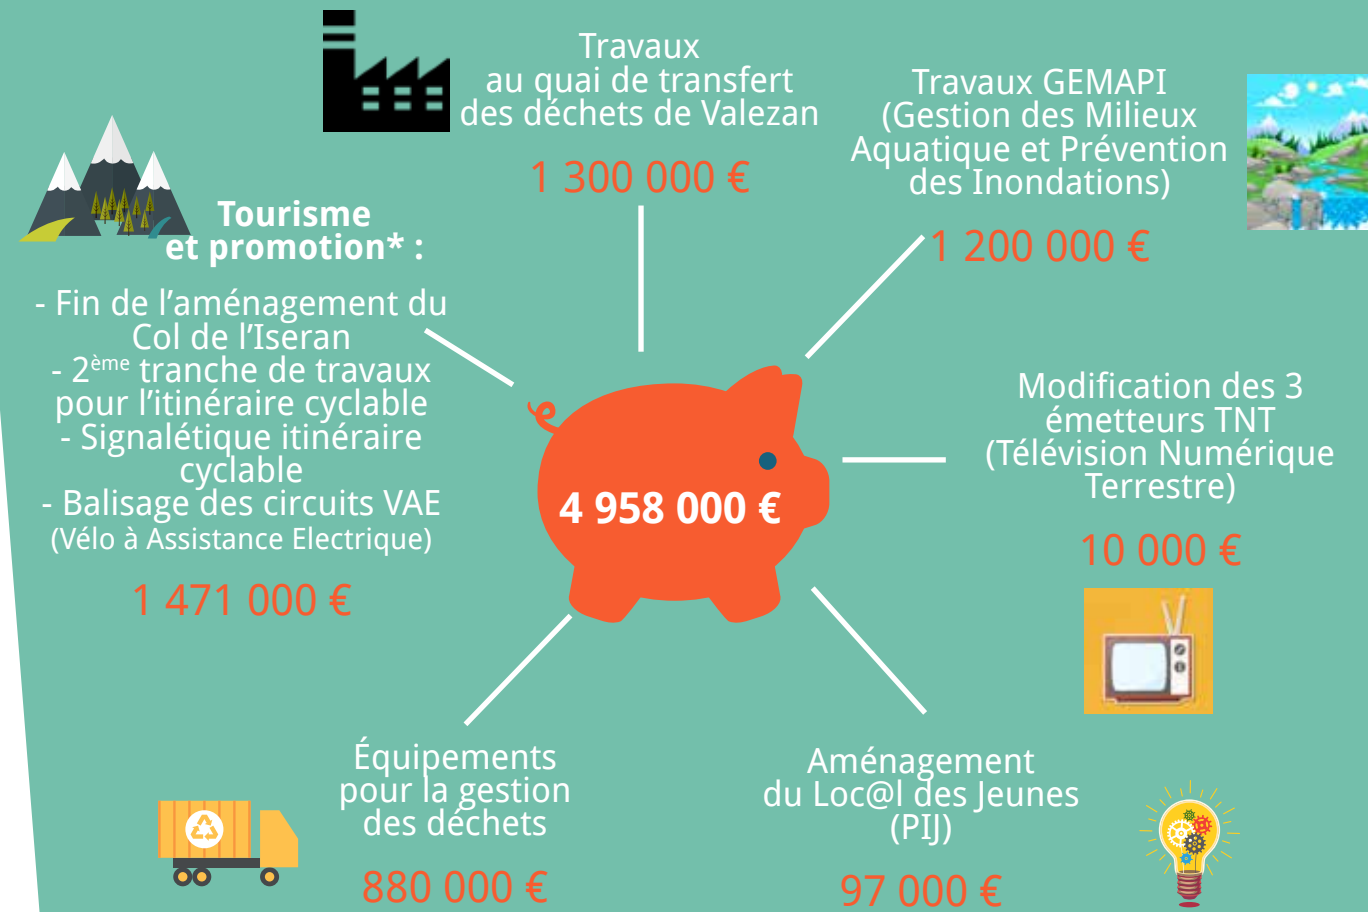 Travaux
au quai de transfert
des déchets de Valezan
1 300 000 €
Travaux GEMAPI
(Gestion des Milieux
Aquatique et Prévention
des Inondations)
1 200 000 €
Tourisme
et promotion* :
- Fin de l’aménagement du
Col de l’Iseran
- 2ème tranche de travaux
pour l’itinéraire cyclable
- Signalétique itinéraire
cyclable
- Balisage des circuits VAE
(Vélo à Assistance Electrique)
1 471 000 €
4 958 000 €
Modification des 3
émetteurs TNT
(Télévision Numérique
Terrestre)
10 000 €
Équipements
pour la gestion
des déchets
880 000 €
Aménagement
du Loc@l des Jeunes
(PIJ)
97 000 €